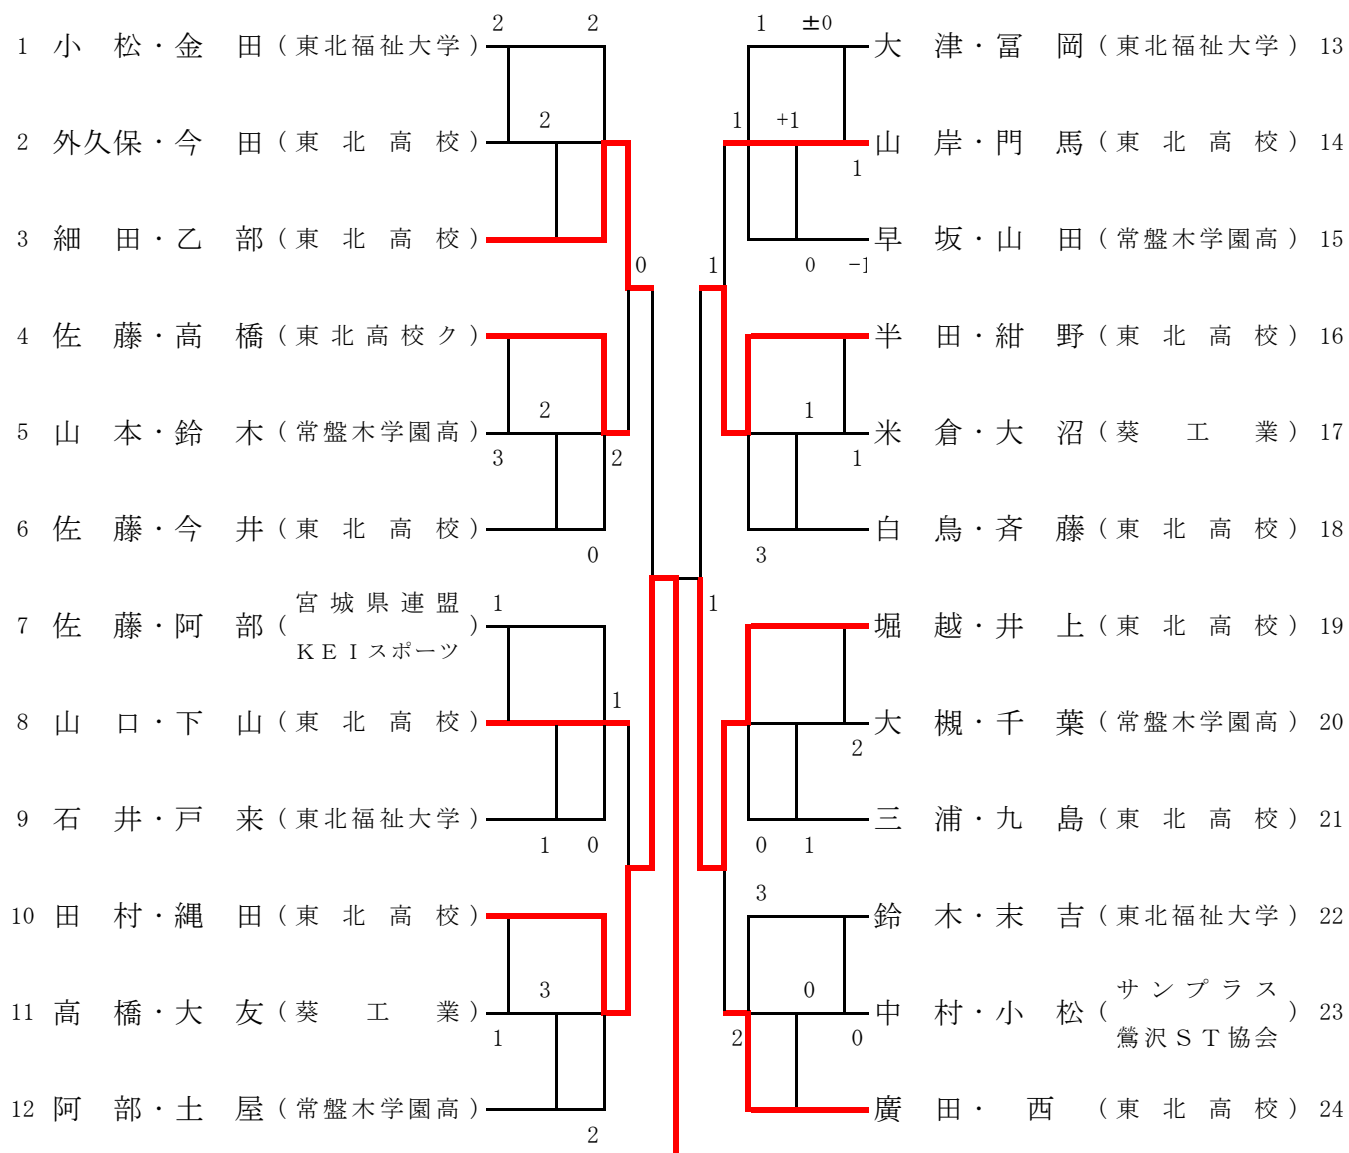 2 2
1 小松・金田(東北福祉大学)
2
2 外久保・今田(東北高校)
3 細田・乙部(東北高校)
0
4 佐藤・高橋(東北高校ク)
2
5 山本・鈴木(常盤木学園高)
3 2
6 佐藤・今井(東北高校)
0
7 佐藤・阿部(宮城県連盟
KEIスポーツ) 1
1
8 山口・下山(東北高校)
9 石井・戸来(東北福祉大学)
1 0
10 田村・縄田(東北高校)
3
11 高橋・大友(葵工業)
1
12 阿部・土屋(常盤木学園高)
2
1 ±0
大津・冨岡(東北福祉大学) 13
1 +1
山岸・門馬(東北高校) 14
1
早坂・山田(常盤木学園高) 15
1 0 -1
半田・紺野(東北高校) 16
1
米倉・大沼(葵工業) 17
1
白鳥・斉藤(東北高校) 18
3
1
堀越・井上(東北高校) 19
大槻・千葉(常盤木学園高) 20
2
三浦・九島(東北高校) 21
0 1
3
鈴木・末吉(東北福祉大学) 22
0
中村・小松(サンプラス
鶯沢ST協会) 23
2 0
廣田・西(東北高校) 24